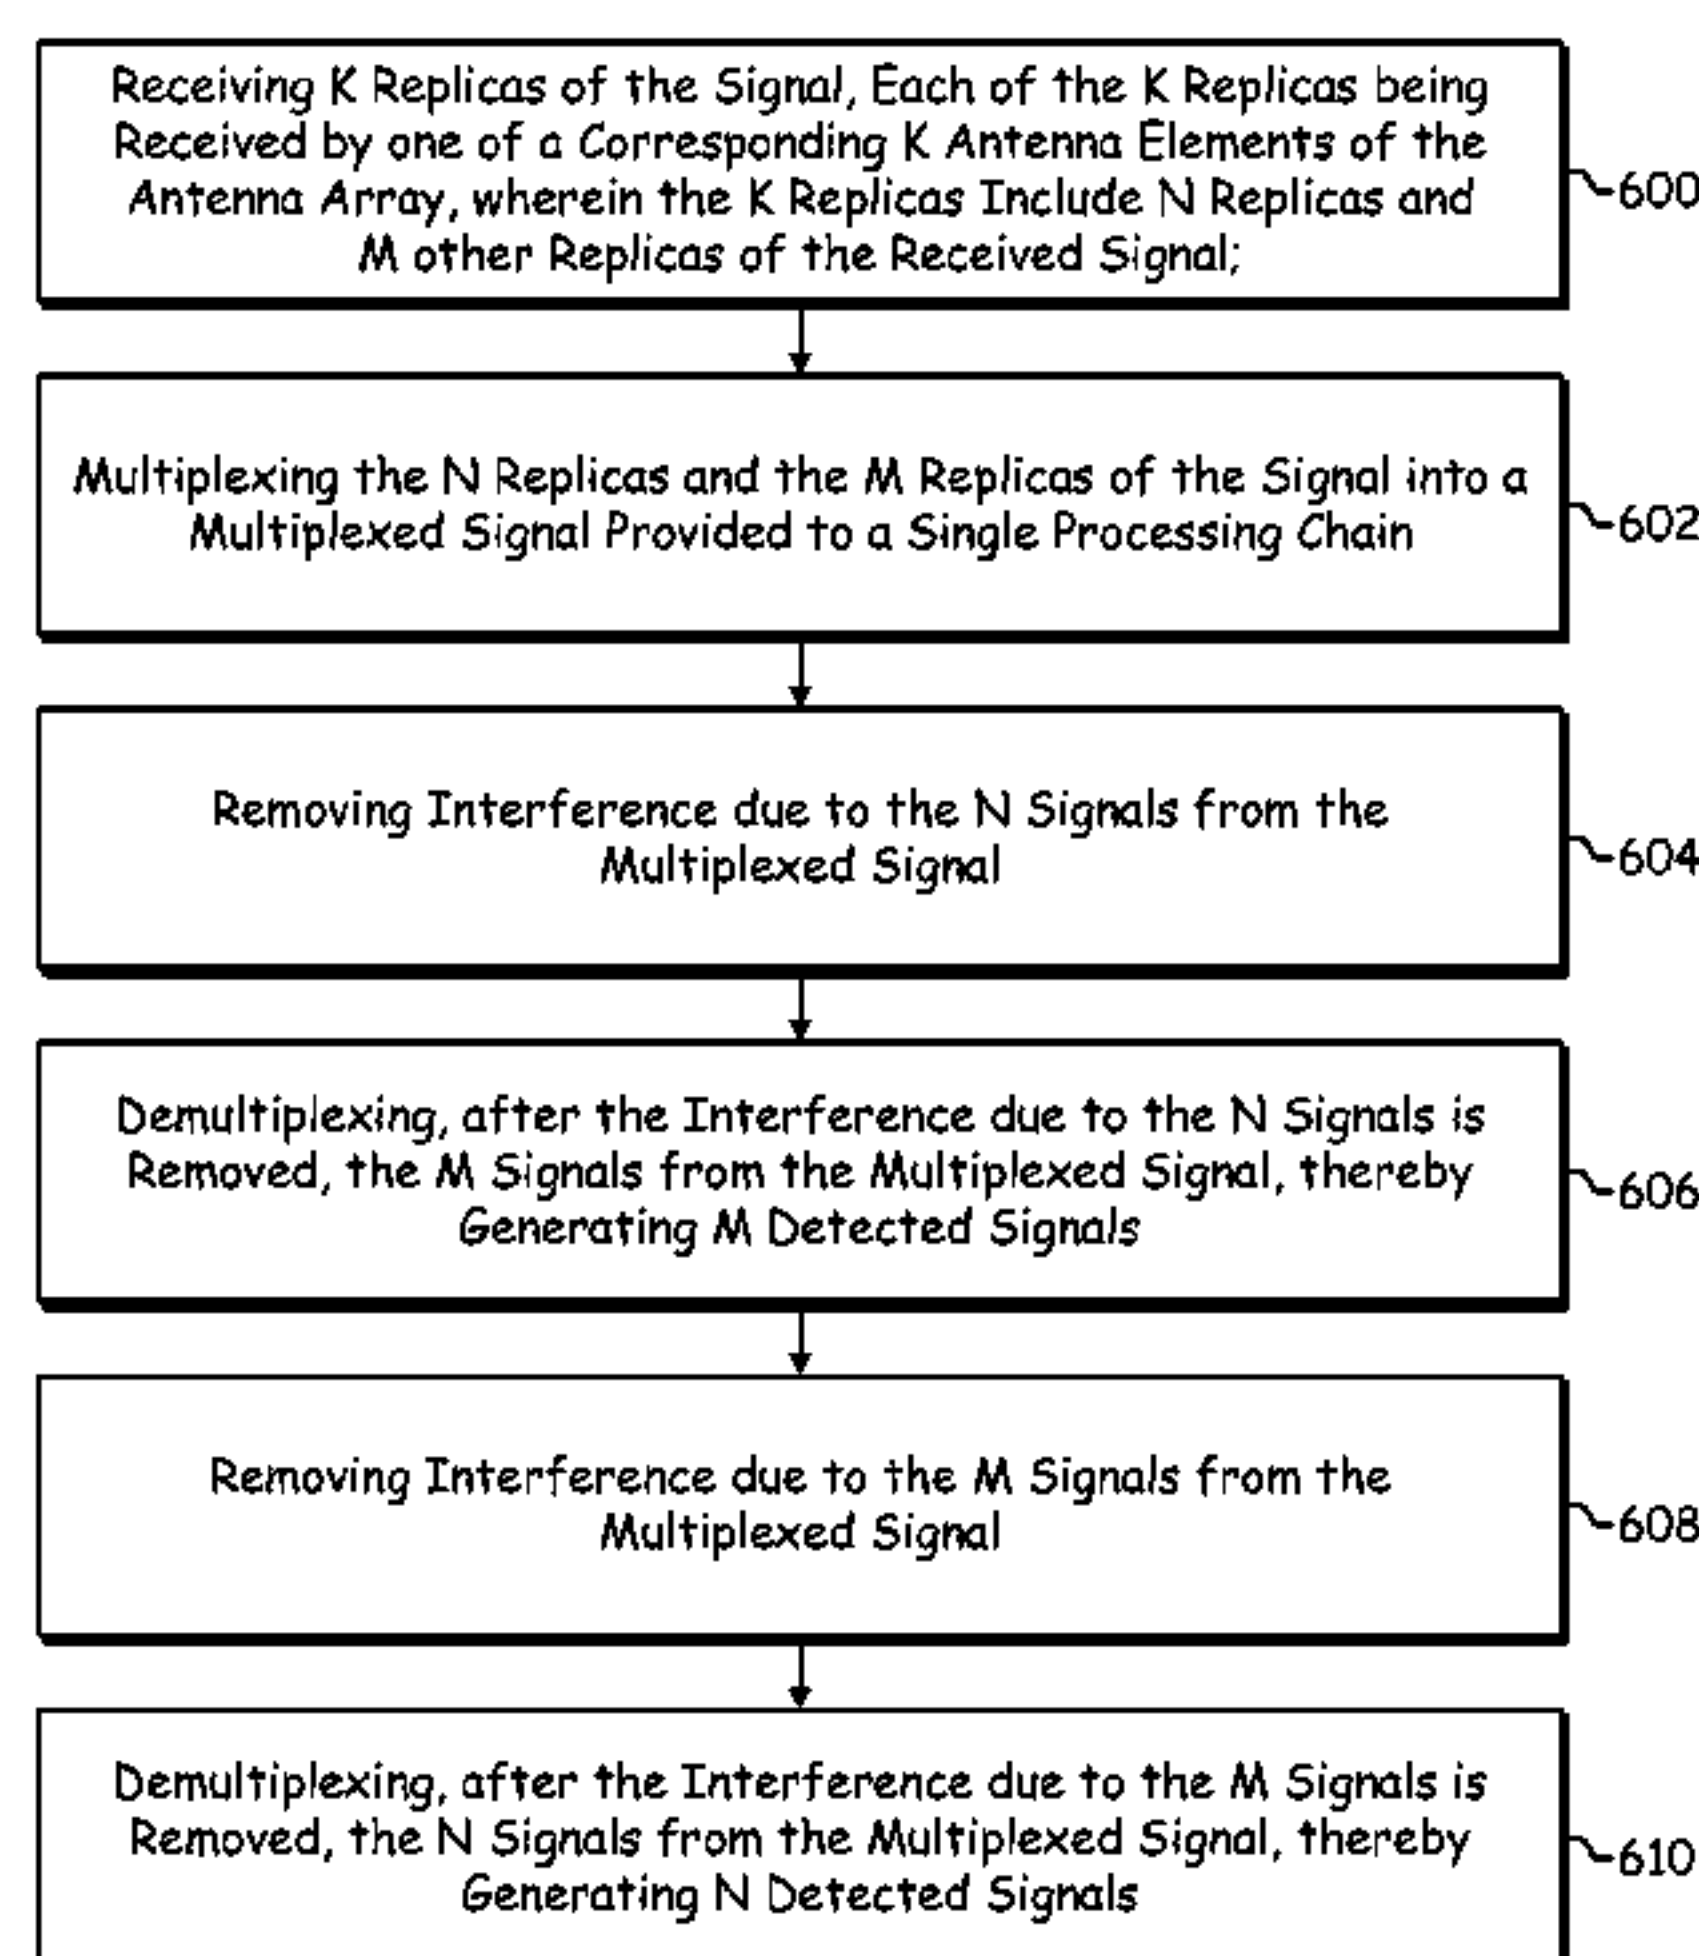 Receiving K Replicas of the Signal, Each of the K Replicas being
Received by one of a Corresponding K Antenna Elements of the
Antenna Array, wherein the K Replicas Include N Replicas and
M other Replicas of the Received Signal;
600
Multiplexing the N Replicas and the M Replicas of the Signal into a
Multiplexed Signal Provided to a Single Processing Chain
602
Removing Interference due to the N Signals from the
Multiplexed Signal
604
Demultiplexing, after the Interference due to the N Signals is
Removed, the M Signals from the Multiplexed Signal, thereby
Generating M Detected Signals
606
Removing Interference due to the M Signals from the
Multiplexed Signal
608
Demultiplexing, after the Interference due to the M Signals is
Removed, the N Signals from the Multiplexed Signal, thereby
Generating N Detected Signals
610